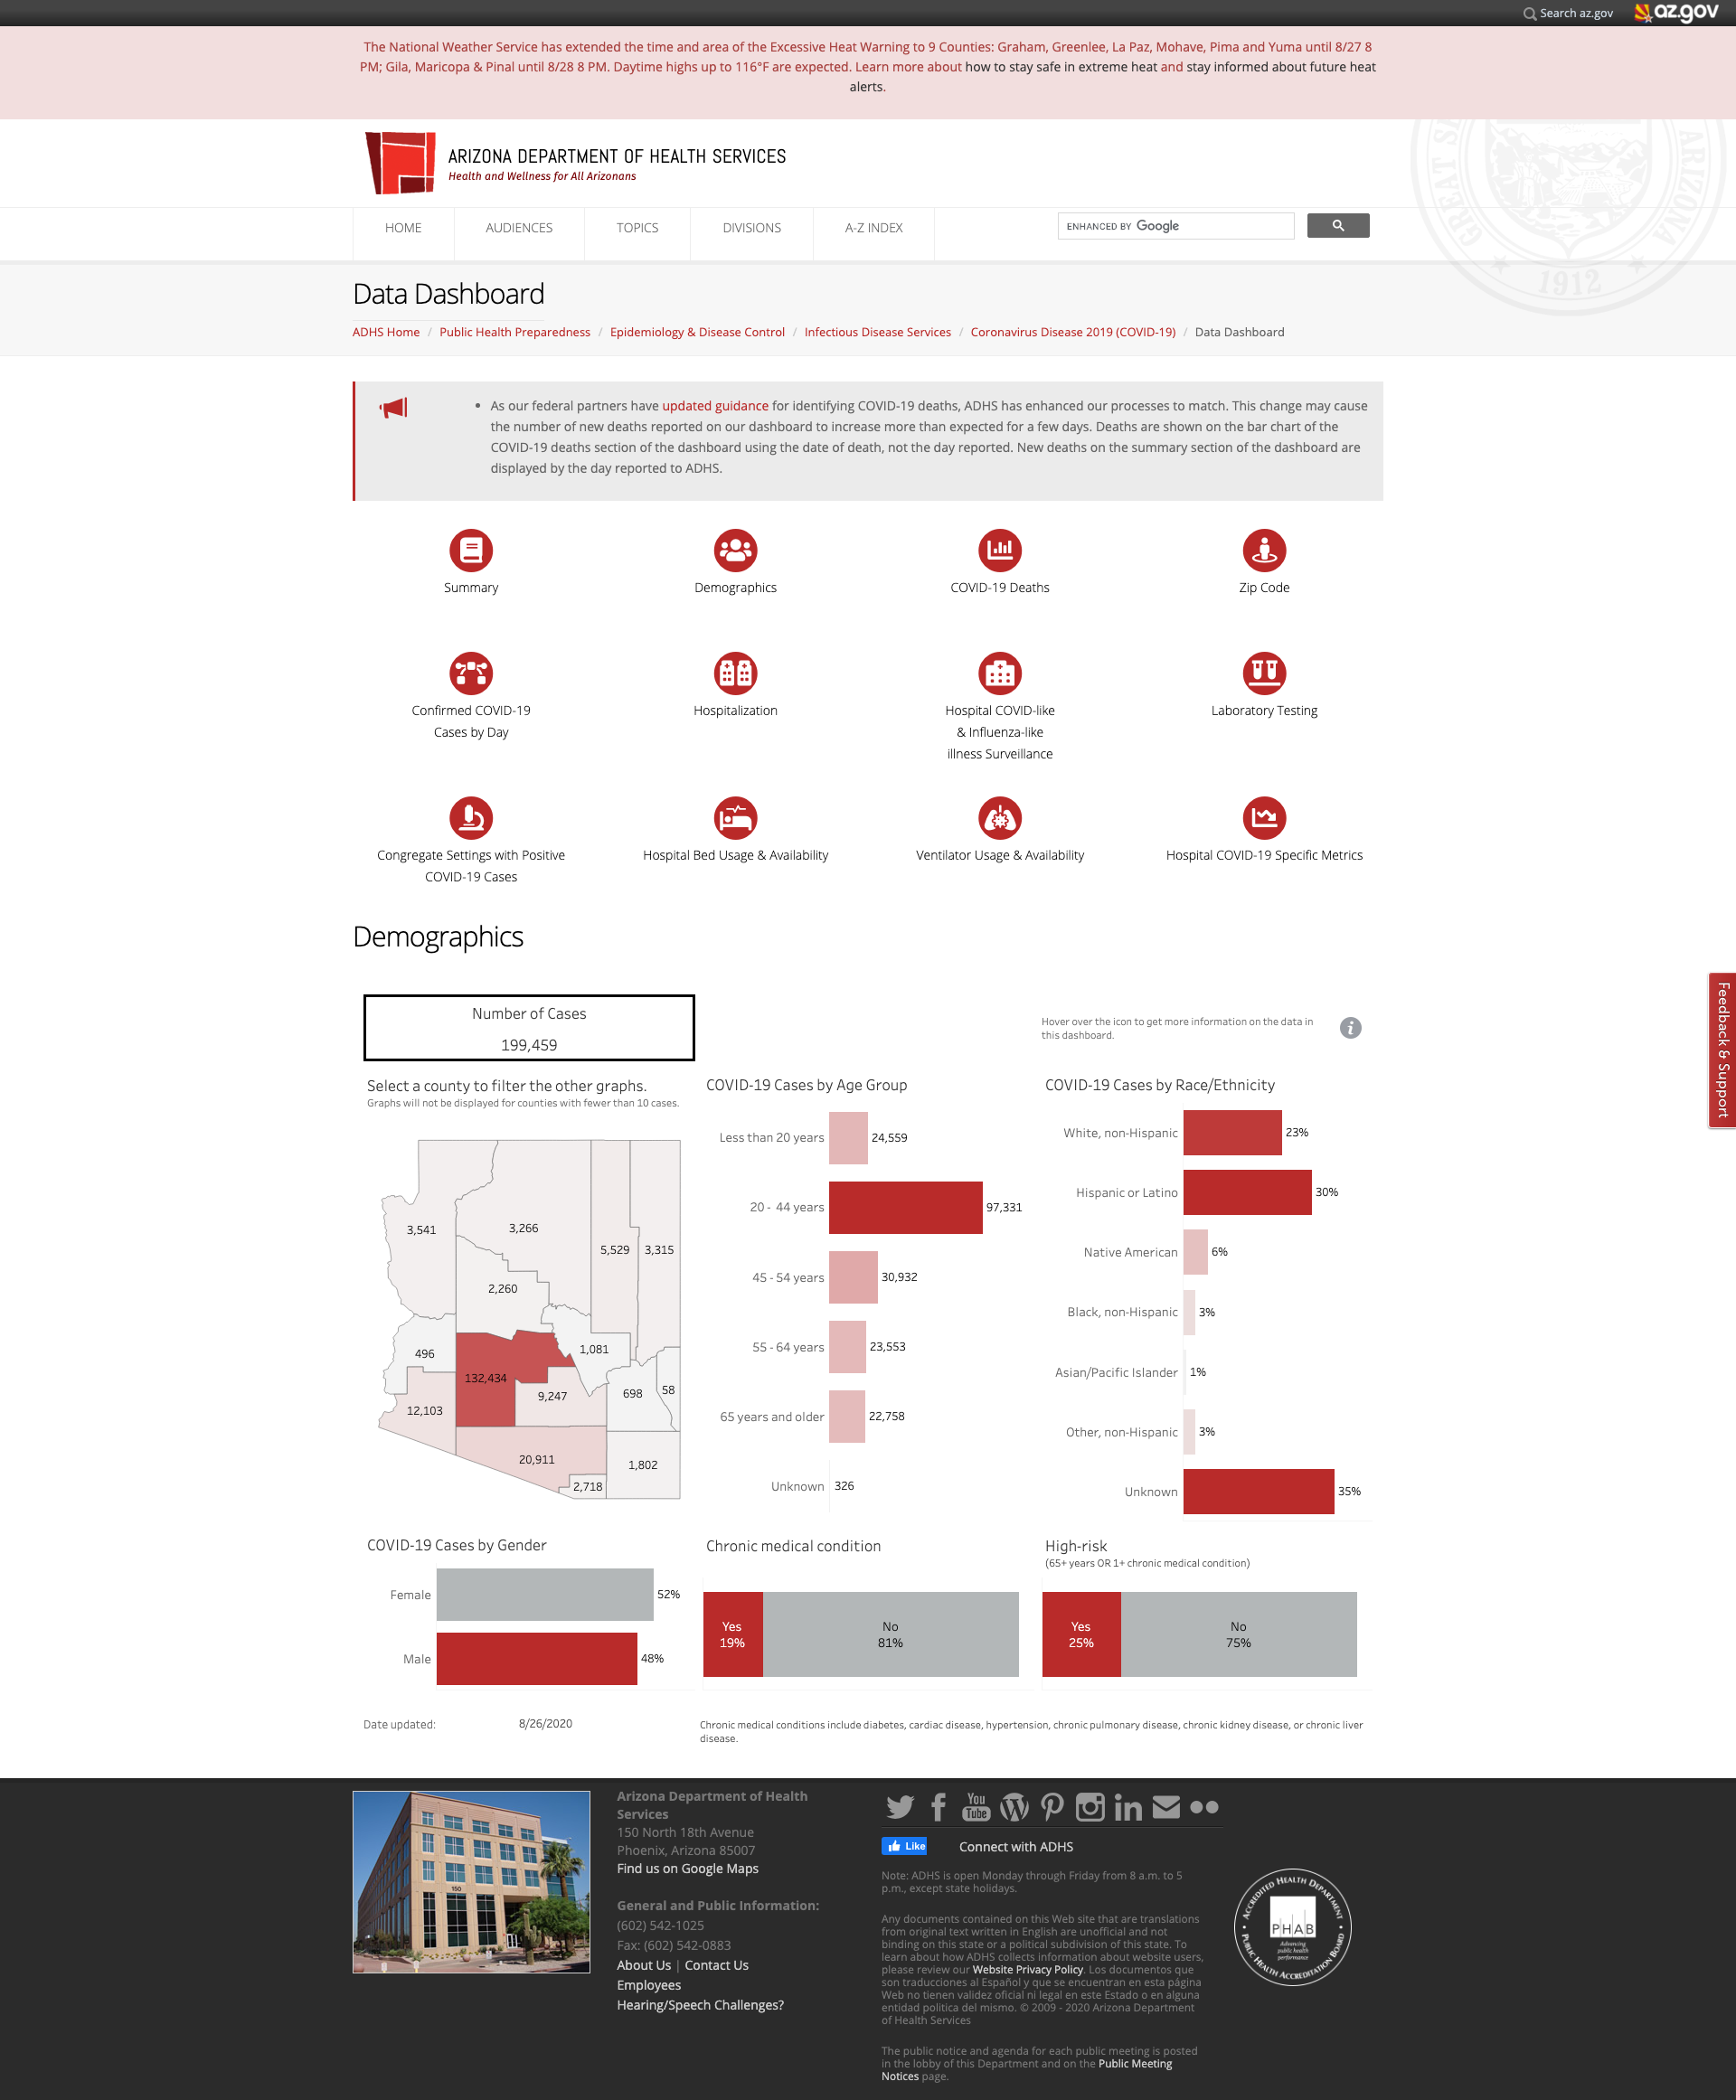 Search az.gov
az.gov
The National Weather Service has extended the time and area of the Excessive Heat Warning to 9 Counties: Graham, Greenlee, La Paz, Mohave, Pima and Yuma until 8/27 8
PM; Gila, Maricopa & Pinal until 8/28 8 PM. Daytime highs up to 116°F are expected. Learn more about how to stay safe in extreme heat and stay informed about future heat
alerts.
GREAT SE
ARIZONA
1912
ARIZONA DEPARTMENT OF HEALTH SERVICES
Health and Wellness for All Arizonans
HOME
AUDIENCES
TOPICS
DIVISIONS
A-Z INDEX
ENHANCED BY Google
Data Dashboard
ADHS Home / Public Health Preparedness / Epidemiology & Disease Control / Infectious Disease Services / Coronavirus Disease 2019 (COVID-19) / Data Dashboard
• As our federal partners have updated guidance for identifying COVID-19 deaths, ADHS has enhanced our processes to match. This change may cause
the number of new deaths reported on our dashboard to increase more than expected for a few days. Deaths are shown on the bar chart of the
COVID-19 deaths section of the dashboard using the date of death, not the day reported. New deaths on the summary section of the dashboard are
displayed by the day reported to ADHS.
Summary
Demographics
COVID-19 Deaths
Zip Code
Confirmed COVID-19
Cases by Day
Hospitalization
Hospital COVID-like
& Influenza-like
illness Surveillance
Laboratory Testing
Congregate Settings with Positive
COVID-19 Cases
Hospital Bed Usage & Availability
Ventilator Usage & Availability
Hospital COVID-19 Specific Metrics
Demographics
Feedback & Support
Number of Cases
199,459
Hover over the icon to get more information on the data in
this dashboard.
Select a county to filter the other graphs.
Graphs will not be displayed for counties with fewer than 10 cases.
3,541
3,266
5,529
3,315
2,260
496
1,081
132,434
9,247
698
58
12,103
20,911
1,802
2,718
COVID-19 Cases by Age Group
Less than 20 years 24,559
20 - 44 years 97,331
45 - 54 years 30,932
55 - 64 years 23,553
65 years and older 22,758
Unknown 326
COVID-19 Cases by Race/Ethnicity
White, non-Hispanic 23%
Hispanic or Latino 30%
Native American 6%
Black, non-Hispanic 3%
Asian/Pacific Islander 1%
Other, non-Hispanic 3%
Unknown 35%
COVID-19 Cases by Gender
Female 52%
Male 48%
Chronic medical condition
Yes
19%
No
81%
High-risk
(65+ years OR 1+ chronic medical condition)
Yes
25%
No
75%
Date updated: 8/26/2020
Chronic medical conditions include diabetes, cardiac disease, hypertension, chronic pulmonary disease, chronic kidney disease, or chronic liver
disease.
150
Arizona Department of Health
Services
150 North 18th Avenue
Phoenix, Arizona 85007
Find us on Google Maps
General and Public Information:
(602) 542-1025
Fax: (602) 542-0883
About Us | Contact Us
Employees
Hearing/Speech Challenges?
You
Tube
Like
Connect with ADHS
Note: ADHS is open Monday through Friday from 8 a.m. to 5
p.m., except state holidays.
Any documents contained on this Web site that are translations
from original text written in English are unofficial and not
binding on this state or a political subdivision of this state. To
learn about how ADHS collects information about website users,
please review our Website Privacy Policy. Los documentos que
son traducciones al Español y que se encuentran en esta página
Web no tienen validez oficial ni legal en este Estado o en alguna
entidad politica del mismo. © 2009 - 2020 Arizona Department
of Health Services
The public notice and agenda for each public meeting is posted
in the lobby of this Department and on the Public Meeting
Notices page.
ACCREDITED HEALTH DEPARTMENT
PHAB
Advancing
public health
performance
PUBLIC HEALTH ACCREDITATION BOARD